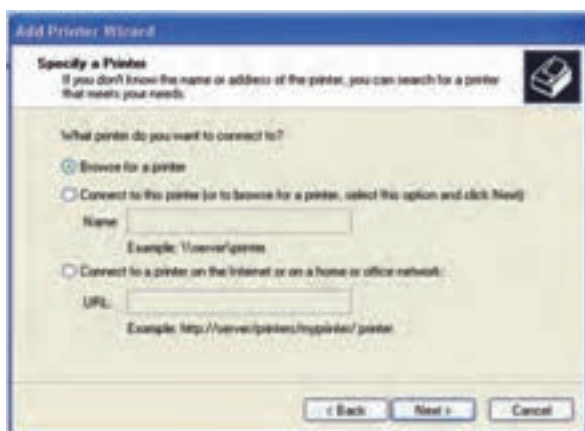 Add Printer Wizard
Specify a Printer
If you don't know the name or address of the printer, you can search for a printer
that meets your needs.
What printer do you want to connect to?
Browse for a printer
Connect to this printer (or to browse for a printer, select this option and click Next):
Name:
Example: \\server\printer
Connect to a printer on the Internet or on a home or office network:
URL:
Example: http://server/printers/myprinter/.printer
< Back Next > Cancel